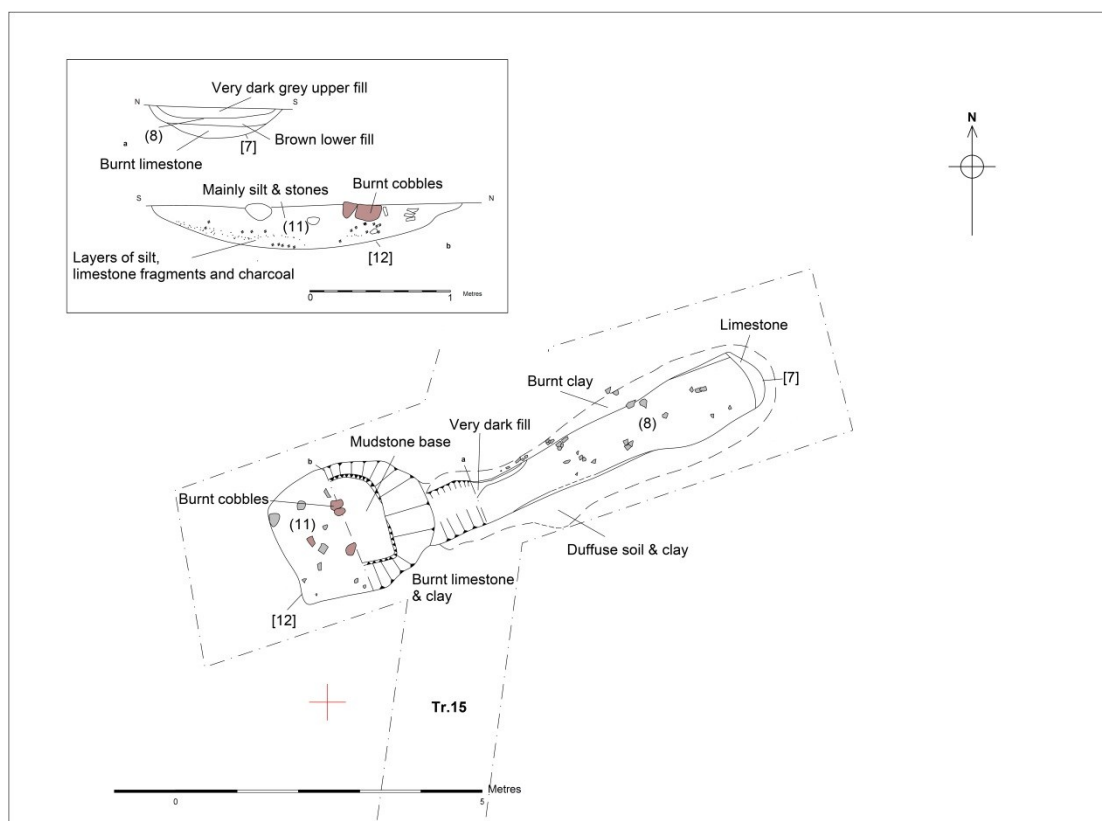 Very dark grey upper fill
N
S
(8)
a
[7]
Brown lower fill
Burnt limestone
Mainly silt & stones
Burnt cobbles
S
N
(11)
b
[12]
Layers of silt,
limestone fragments and charcoal
0
1
Metres
N
Limestone
[7]
Burnt clay
(8)
Very dark fill
a
Mudstone base
b
Burnt cobbles
(11)
Diffuse soil & clay
Burnt limestone
& clay
[12]
Tr.15
Metres
0
5